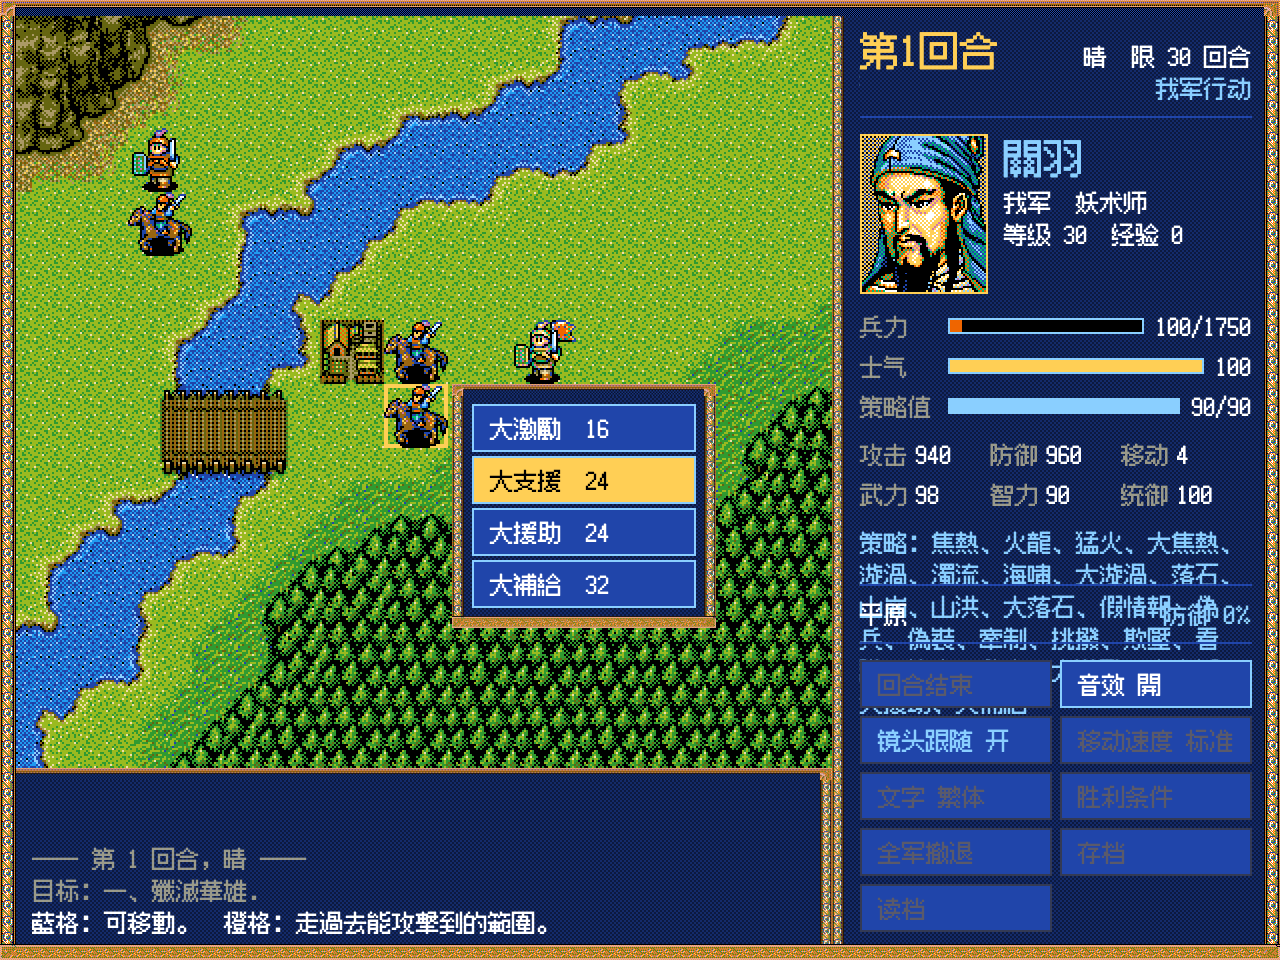 第1回合
晴 限 30 回合
我军行动
關羽
我军 妖术师
等级 30 经验 0
兵力 100/1750
士气 100
策略值 90/90
攻击 940 防御 960 移动 4
武力 98 智力 90 统御 100
策略：焦熱、火龍、猛火、大焦熱、
漩渦、濁流、海嘯、大漩渦、落石、
山崩、山洪、大落石、假情報、偽
中原 防御 0%
兵、偽裝、牽制、挑撥、欺壓、看
大激勵 16
大支援 24
大援助 24
大補給 32
回合结束 音效 開
镜头跟随 开 移动速度 标准
文字 繁体 胜利条件
全军撤退 存档
读档
—— 第 1 回合，晴 ——
目标：一、殲滅華雄.
藍格：可移動。 橙格：走過去能攻擊到的範圍。